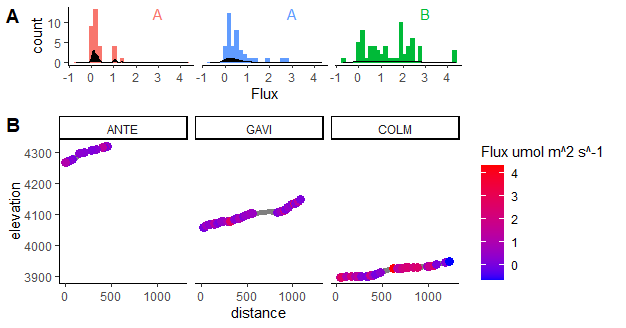 A
A A B
count
10
5
0
-1 0 1 2 3 4 -1 0 1 2 3 4 -1 0 1 2 3 4
Flux
B
ANTE GAVI COLM
elevation
4300
4200
4100
4000
3900
0 500 1000 0 500 1000 0 500 1000
distance
Flux umol m^2 s^-1
4
3
2
1
0